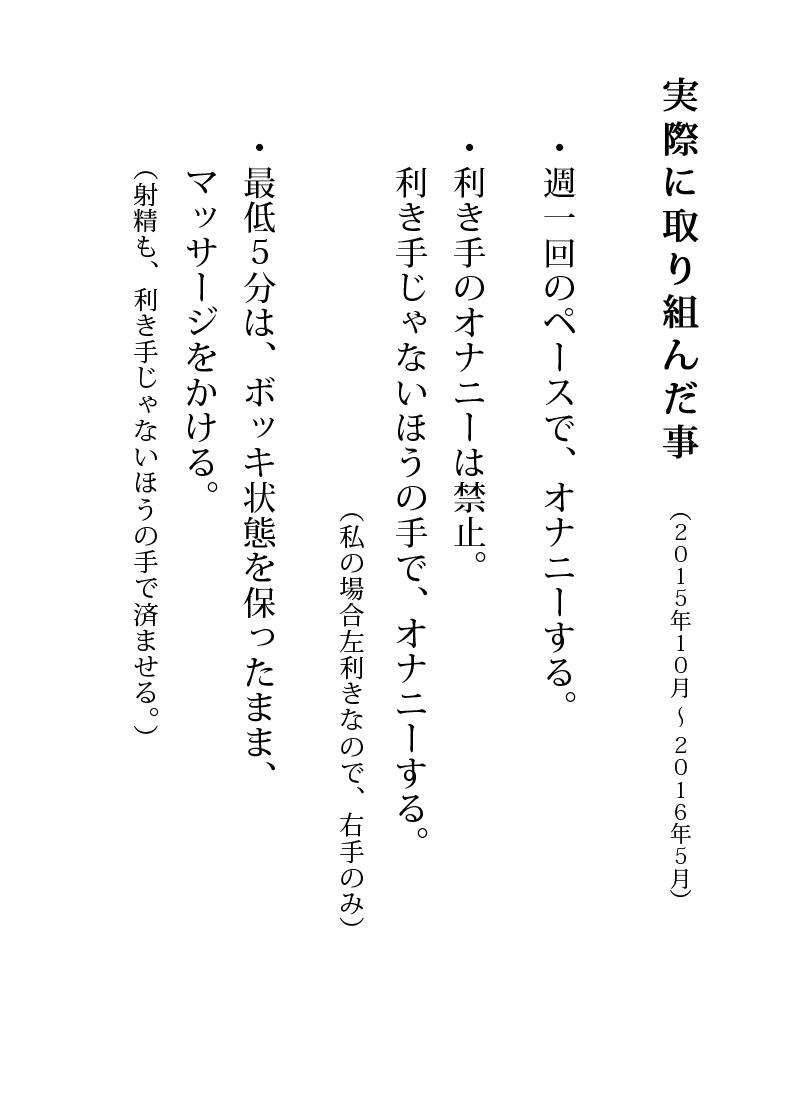 実際に取り組んだ事（２０１５年１０月～２０１６年５月）
・週一回のペースで、オナニーする。
・利き手のオナニーは禁止。
利き手じゃないほうの手で、オナニーする。
（私の場合左利きなので、右手のみ）
・最低５分は、ボッキ状態を保ったまま、
マッサージをかける。
（射精も、利き手じゃないほうの手で済ませる。）